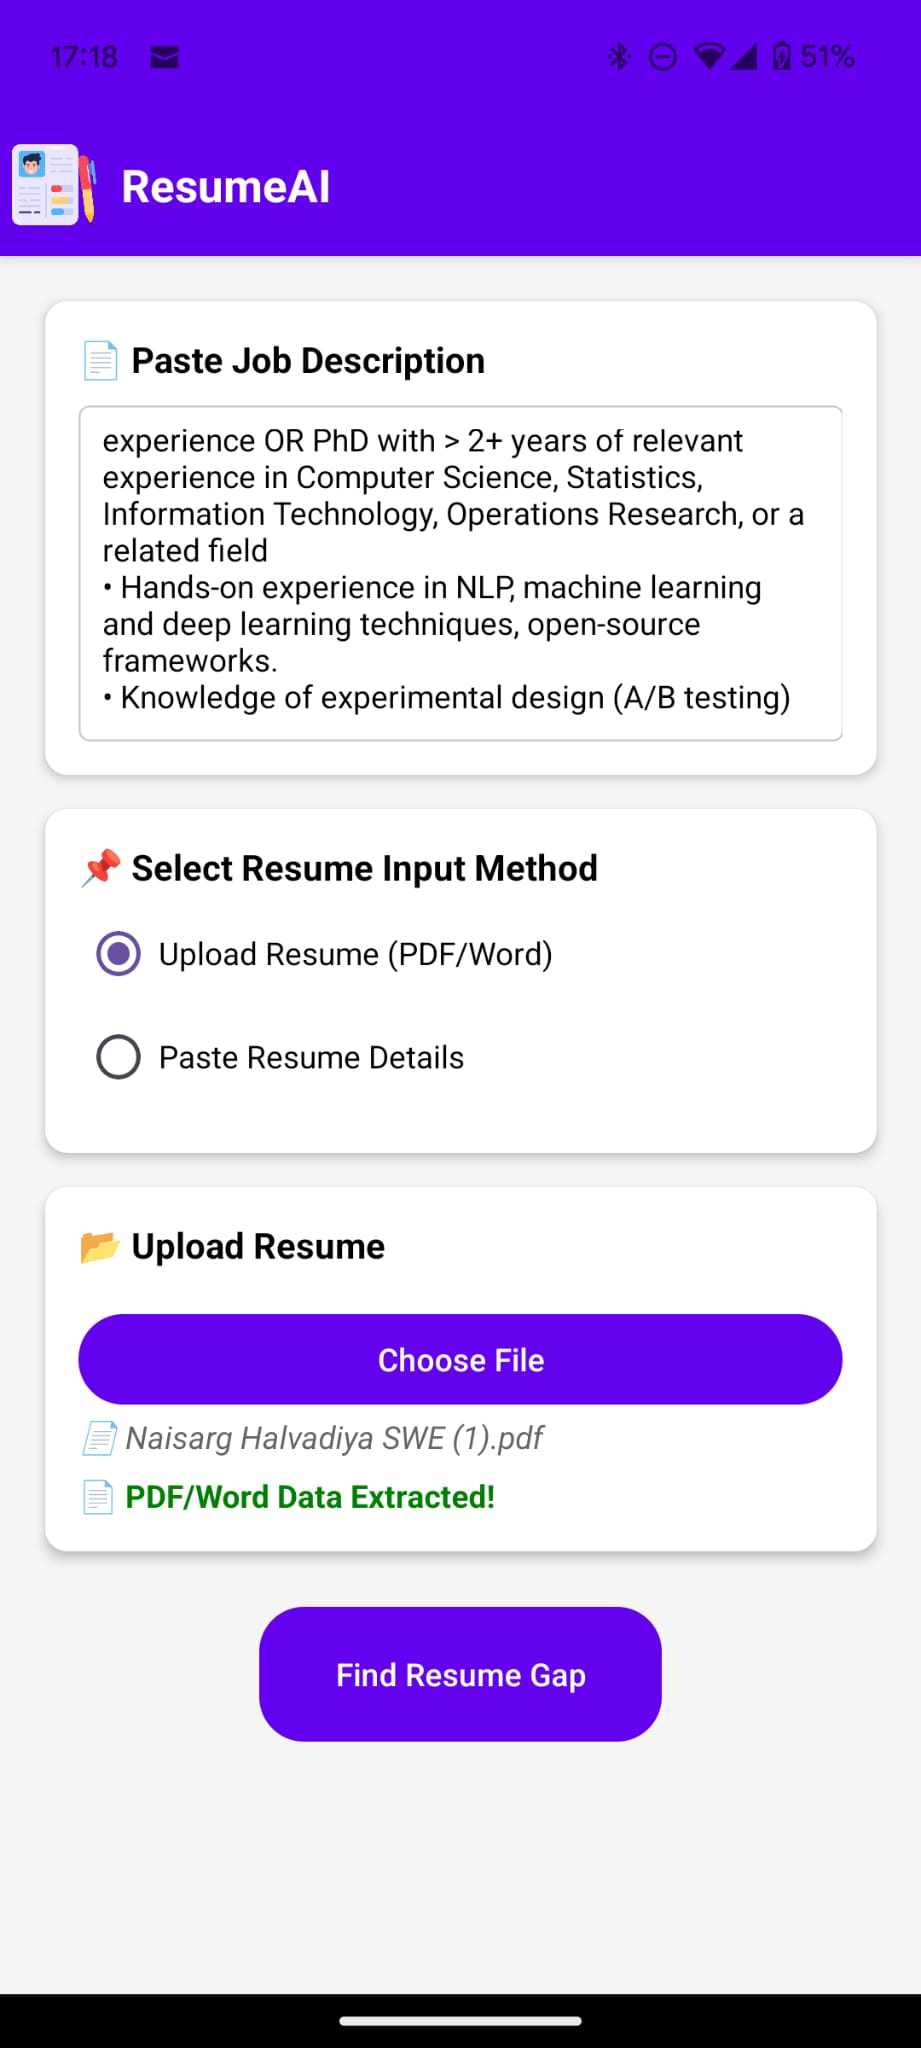 17:18
51%
ResumeAI
Paste Job Description
experience OR PhD with > 2+ years of relevant
experience in Computer Science, Statistics,
Information Technology, Operations Research, or a
related field
• Hands-on experience in NLP, machine learning
and deep learning techniques, open-source
frameworks.
• Knowledge of experimental design (A/B testing)
Select Resume Input Method
Upload Resume (PDF/Word)
Paste Resume Details
Upload Resume
Choose File
Naisarg Halvadiya SWE (1).pdf
PDF/Word Data Extracted!
Find Resume Gap